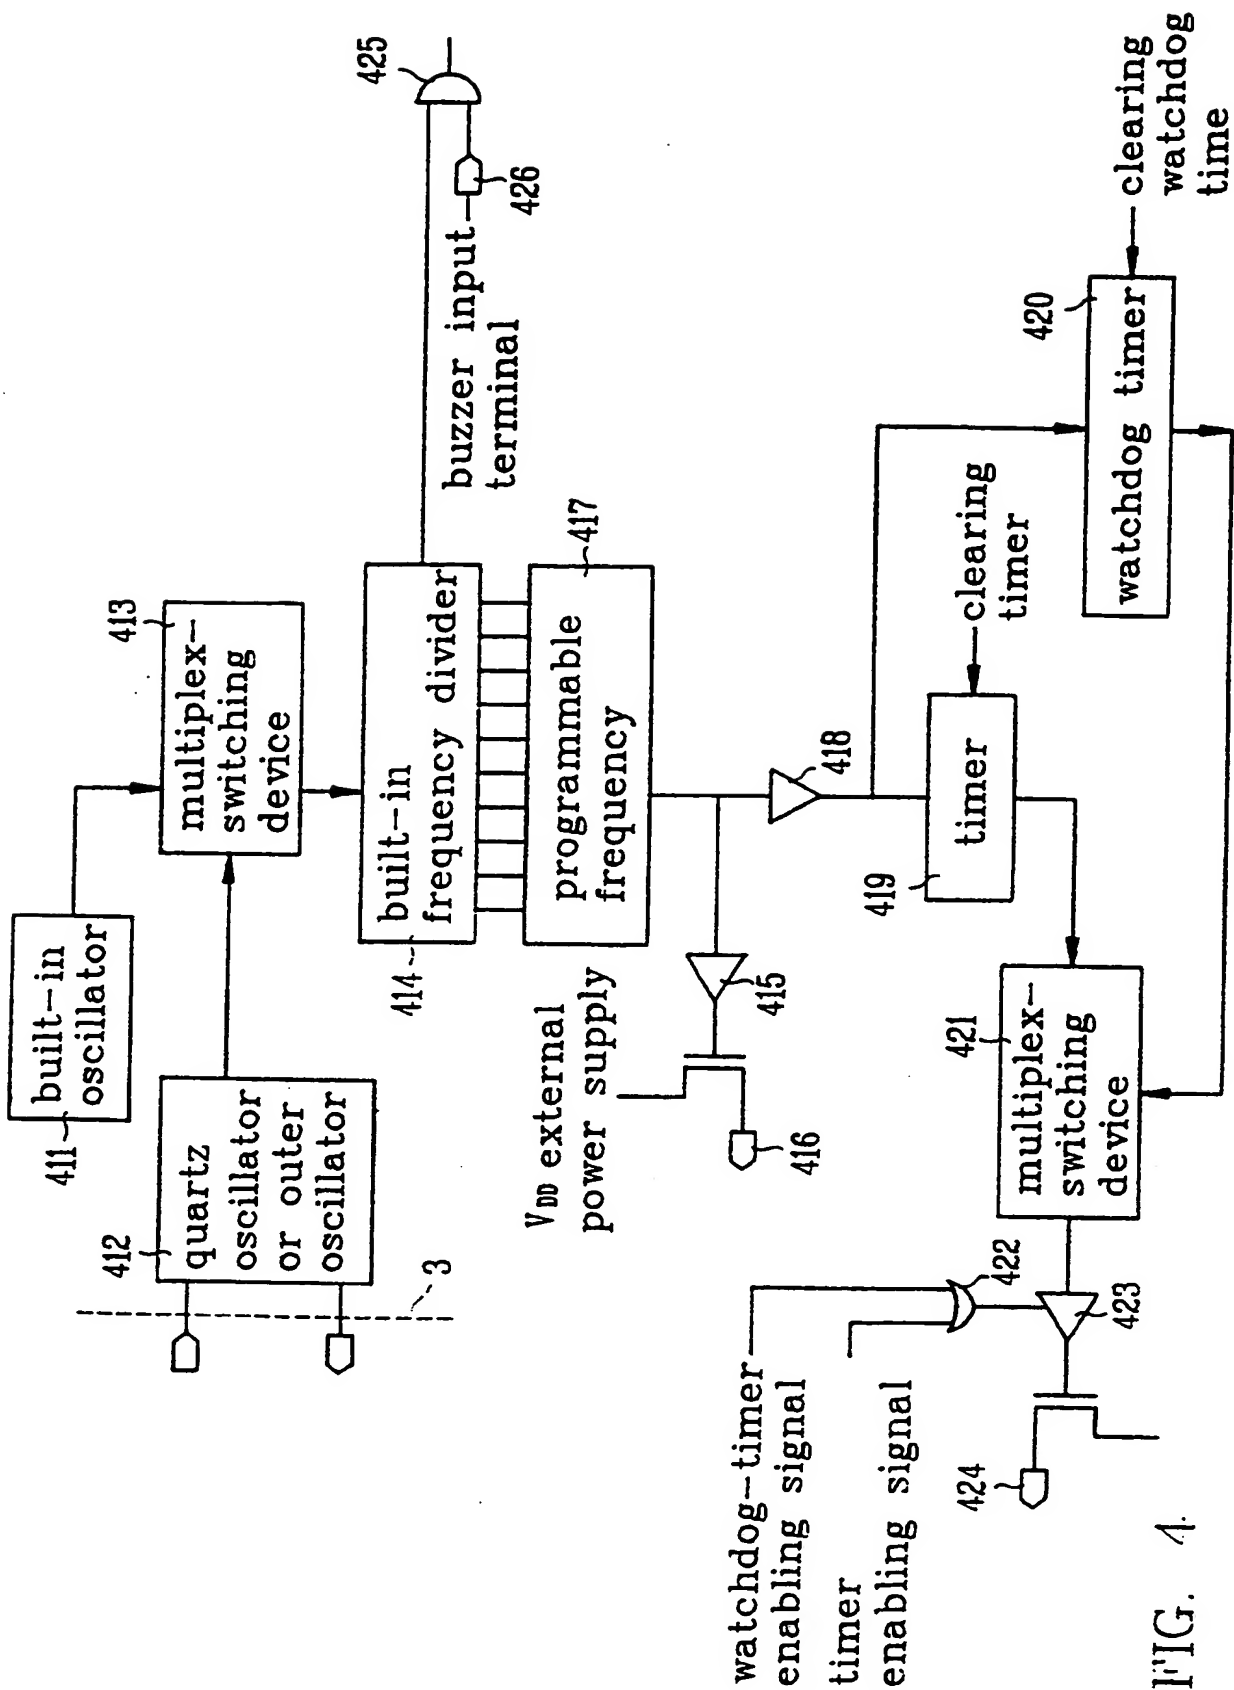 built-in
oscillator
411
412
quartz
oscillator
or outer
oscillator
3
413
multiplex-
switching
device
414
built-in
frequency divider
425
426
buzzer input
terminal
417
programmable
frequency
VDD external
power supply
415
416
418
419
timer
clearing
timer
420
watchdog timer
clearing
watchdog
time
421
multiplex-
switching
device
422
423
424
watchdog-timer
enabling signal
timer
enabling signal
FIG. 4